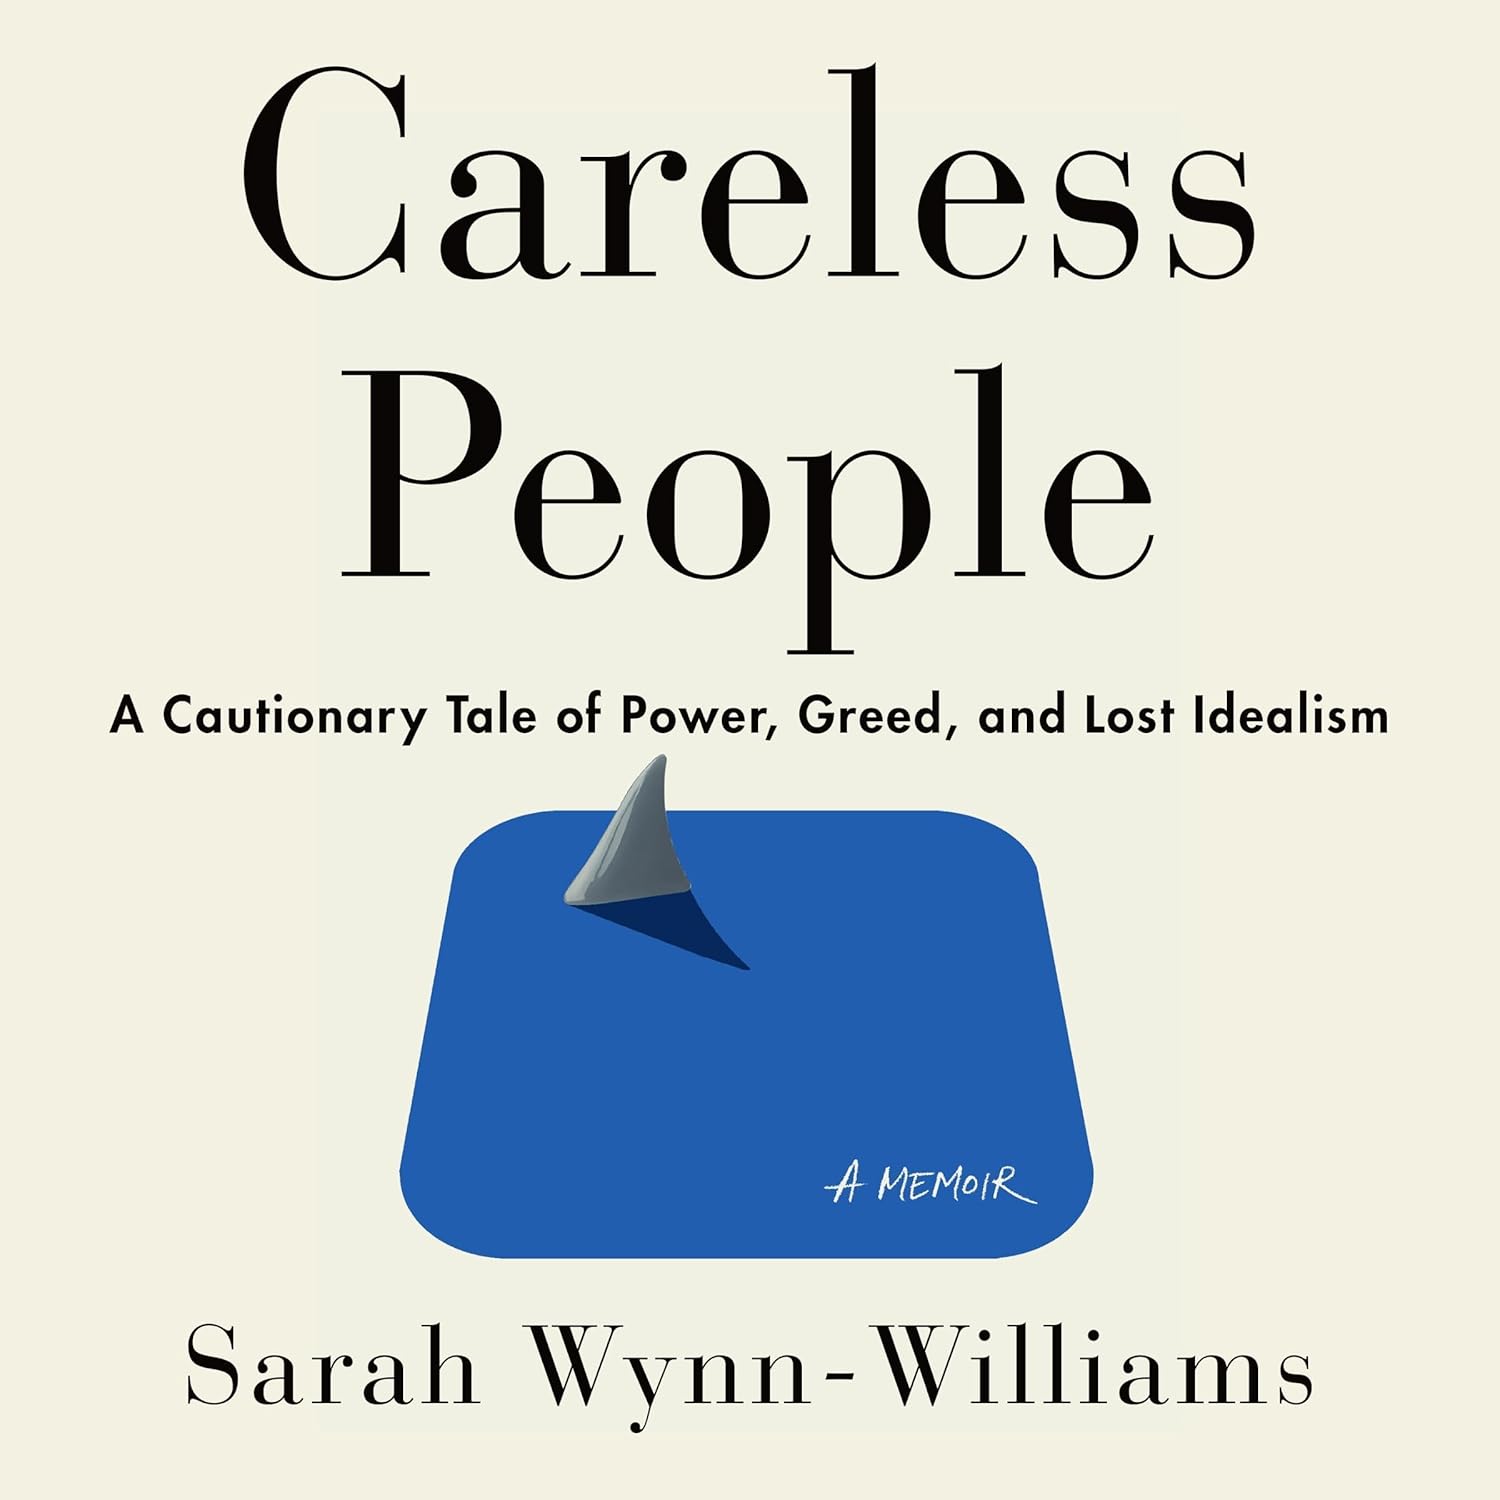 Careless
People
A Cautionary Tale of Power, Greed, and Lost Idealism
A MEMOIR
Sarah Wynn-Williams